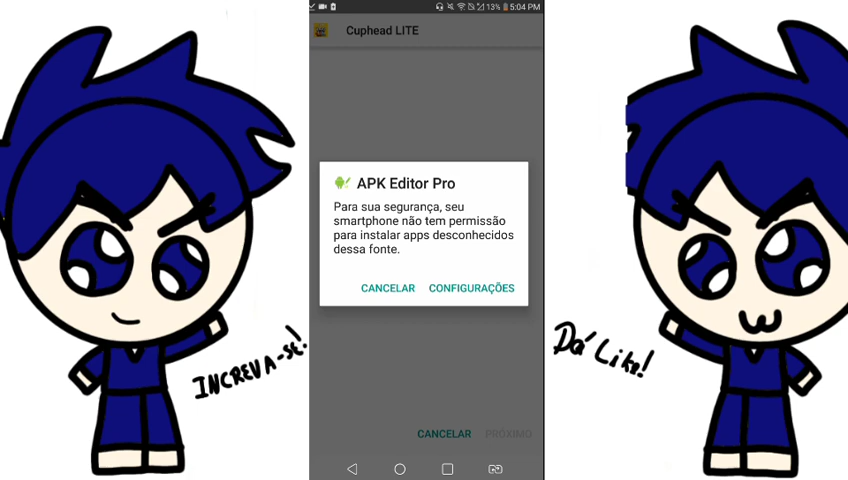 13% 5:04 PM
Cuphead LITE
APK Editor Pro
Para sua segurança, seu
smartphone não tem permissão
para instalar apps desconhecidos
dessa fonte.
CANCELAR CONFIGURAÇÕES
INCREVA-SE!
Dá Like!
CANCELAR PRÓXIMO